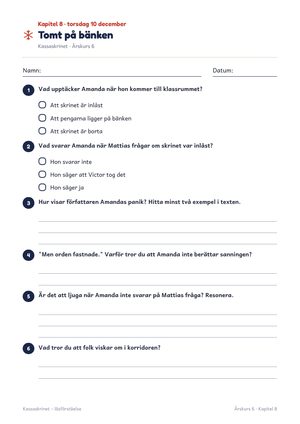 Kapitel 8 · torsdag 10 december
Tomt på bänken
Kassaskrinet · Årskurs 6
Namn:
Datum:
1 Vad upptäcker Amanda när hon kommer till klassrummet?
Att skrinet är inlåst
Att pengarna ligger på bänken
Att skrinet är borta
2 Vad svarar Amanda när Mattias frågar om skrinet var inlåst?
Hon svarar inte
Hon säger att Victor tog det
Hon säger ja
3 Hur visar författaren Amandas panik? Hitta minst två exempel i texten.
4 "Men orden fastnade." Varför tror du att Amanda inte berättar sanningen?
5 Är det att ljuga när Amanda inte svarar på Mattias fråga? Resonera.
6 Vad tror du att folk viskar om i korridoren?
Kassaskrinet – läsförståelse
Årskurs 6 · Kapitel 8